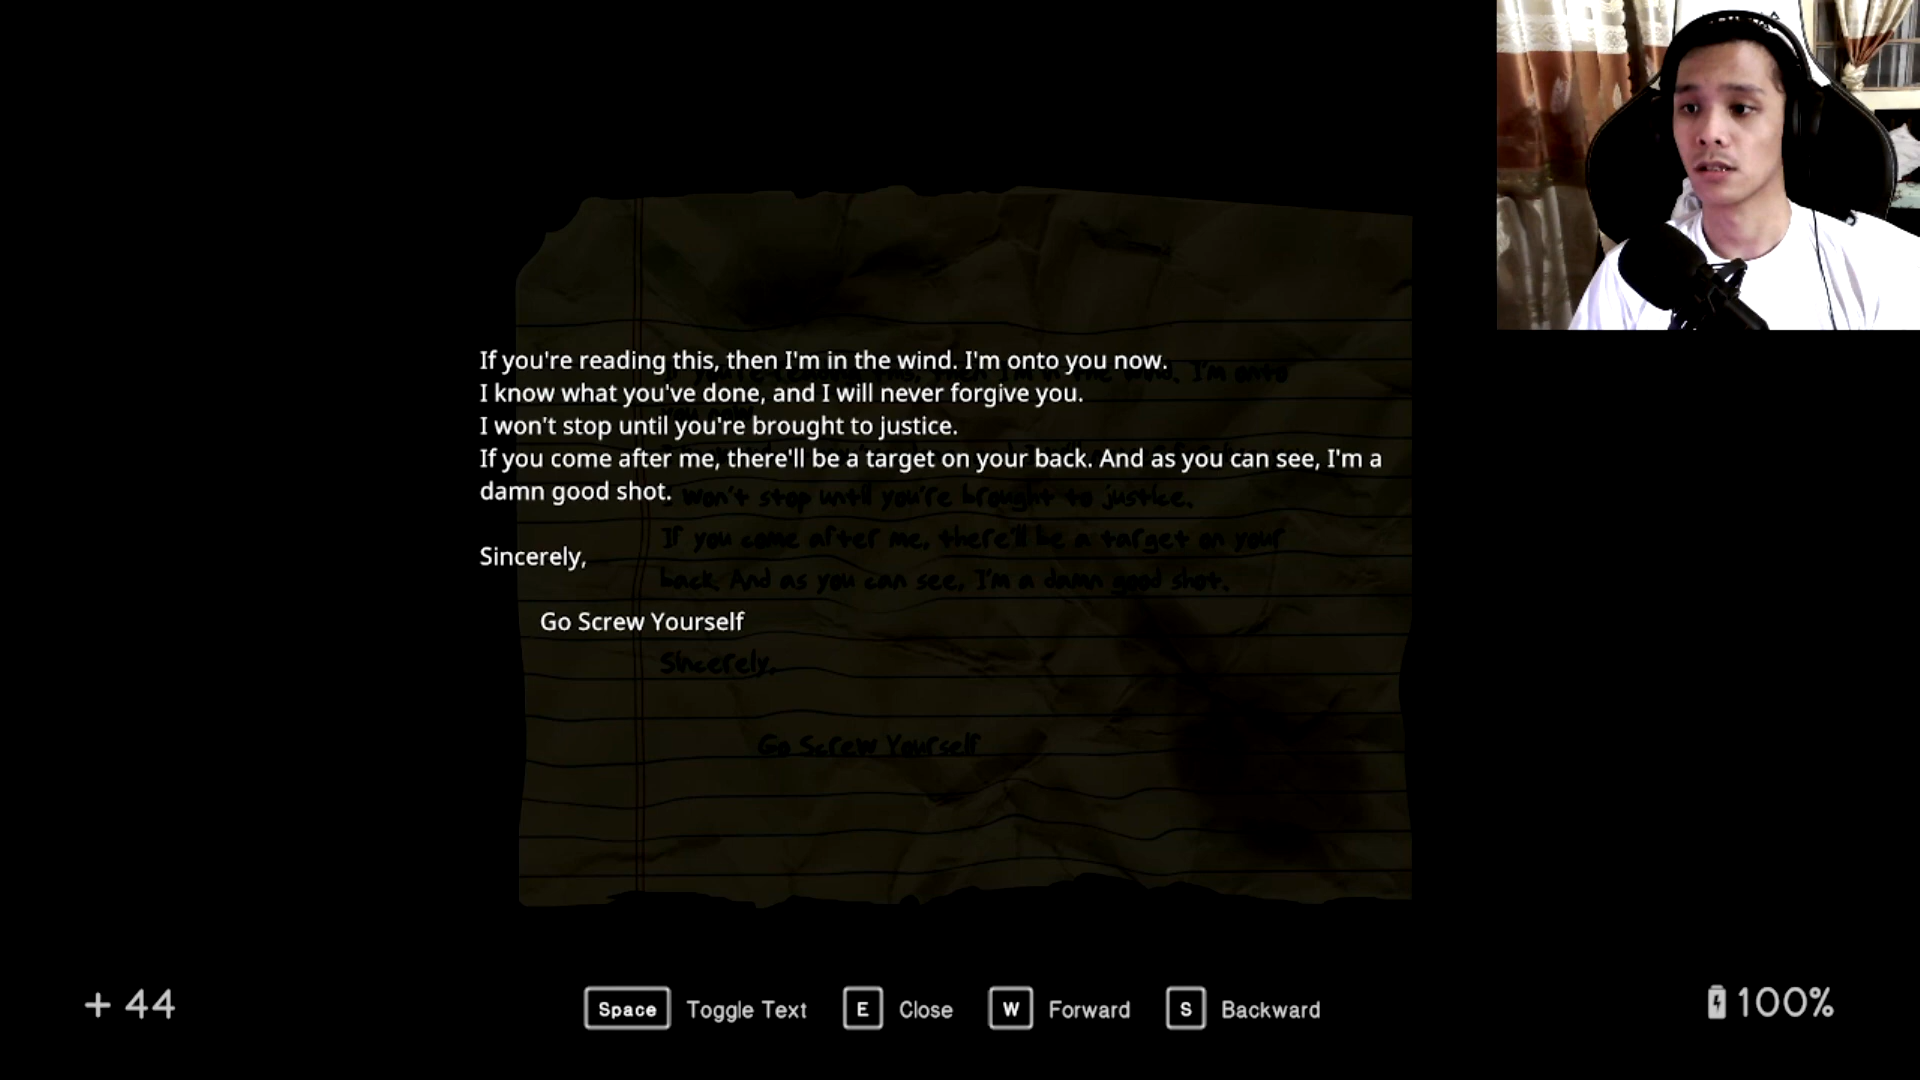 If you're reading this, then I'm in the wind. I'm onto you now.
I know what you've done, and I will never forgive you.
I won't stop until you're brought to justice.
If you come after me, there'll be a target on your back. And as you can see, I'm a
damn good shot.
Sincerely,
Go Screw Yourself
I'm onto
you now.
won't stop until you're brought to justice.
If you come after me, there'll be a target on your
back. And as you can see, I'm a damn good shot.
Sincerely,
Go Screw Yourself
+ 44
Space Toggle Text E Close W Forward S Backward
100%